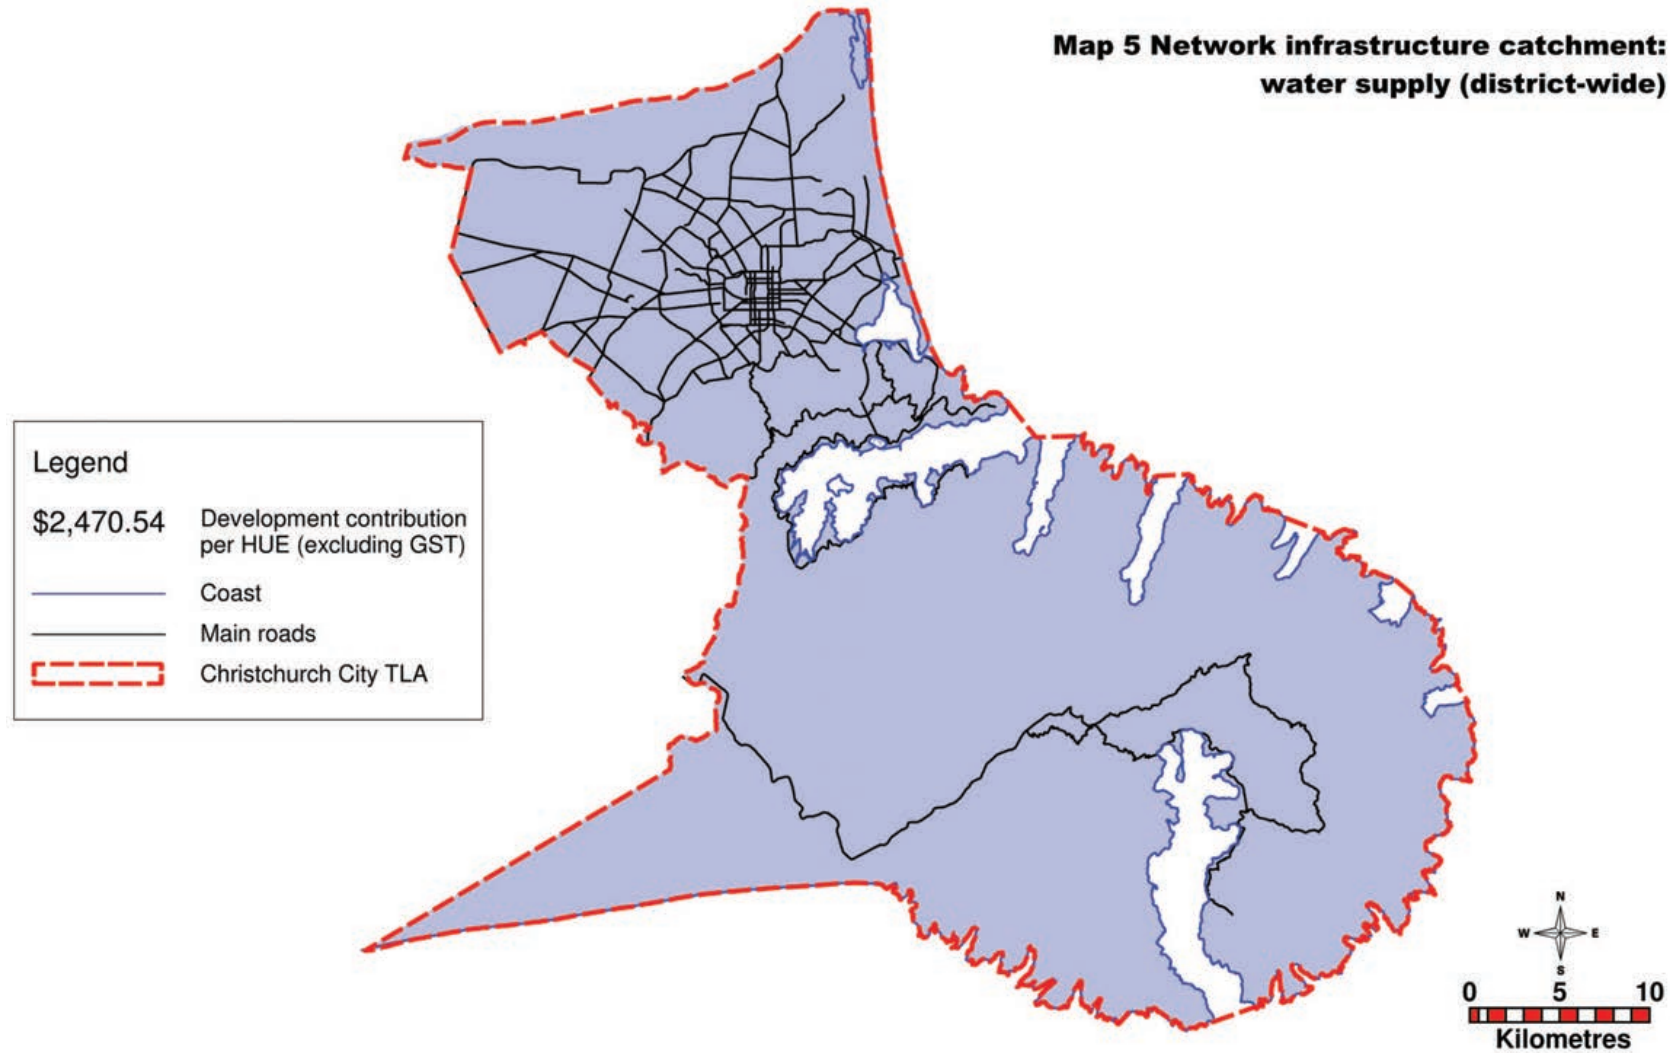 Map 5 Network infrastructure catchment:
water supply (district-wide)
Legend
$2,470.54
Development contribution
per HUE (excluding GST)
Coast
Main roads
Christchurch City TLA
N
W E
S
0 5 10
Kilometres